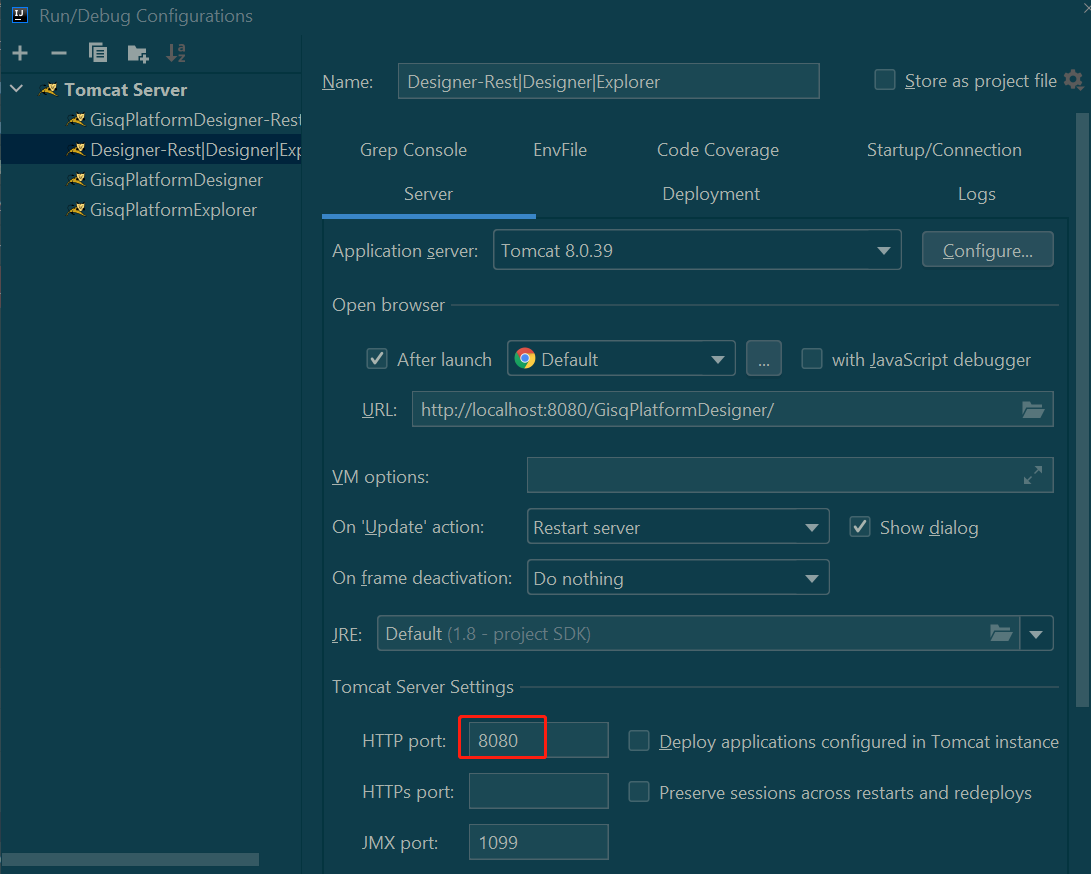 Run/Debug Configurations
Tomcat Server
GisqPlatformDesigner-Rest
Designer-Rest|Designer|Exp
GisqPlatformDesigner
GisqPlatformExplorer
Name: Designer-Rest|Designer|Explorer Store as project file
Grep Console EnvFile Code Coverage Startup/Connection
Server Deployment Logs
Application server: Tomcat 8.0.39 Configure...
Open browser
After launch Default ... with JavaScript debugger
URL: http://localhost:8080/GisqPlatformDesigner/
VM options:
On 'Update' action: Restart server Show dialog
On frame deactivation: Do nothing
JRE: Default (1.8 - project SDK)
Tomcat Server Settings
HTTP port: 8080 Deploy applications configured in Tomcat instance
HTTPs port: Preserve sessions across restarts and redeploys
JMX port: 1099